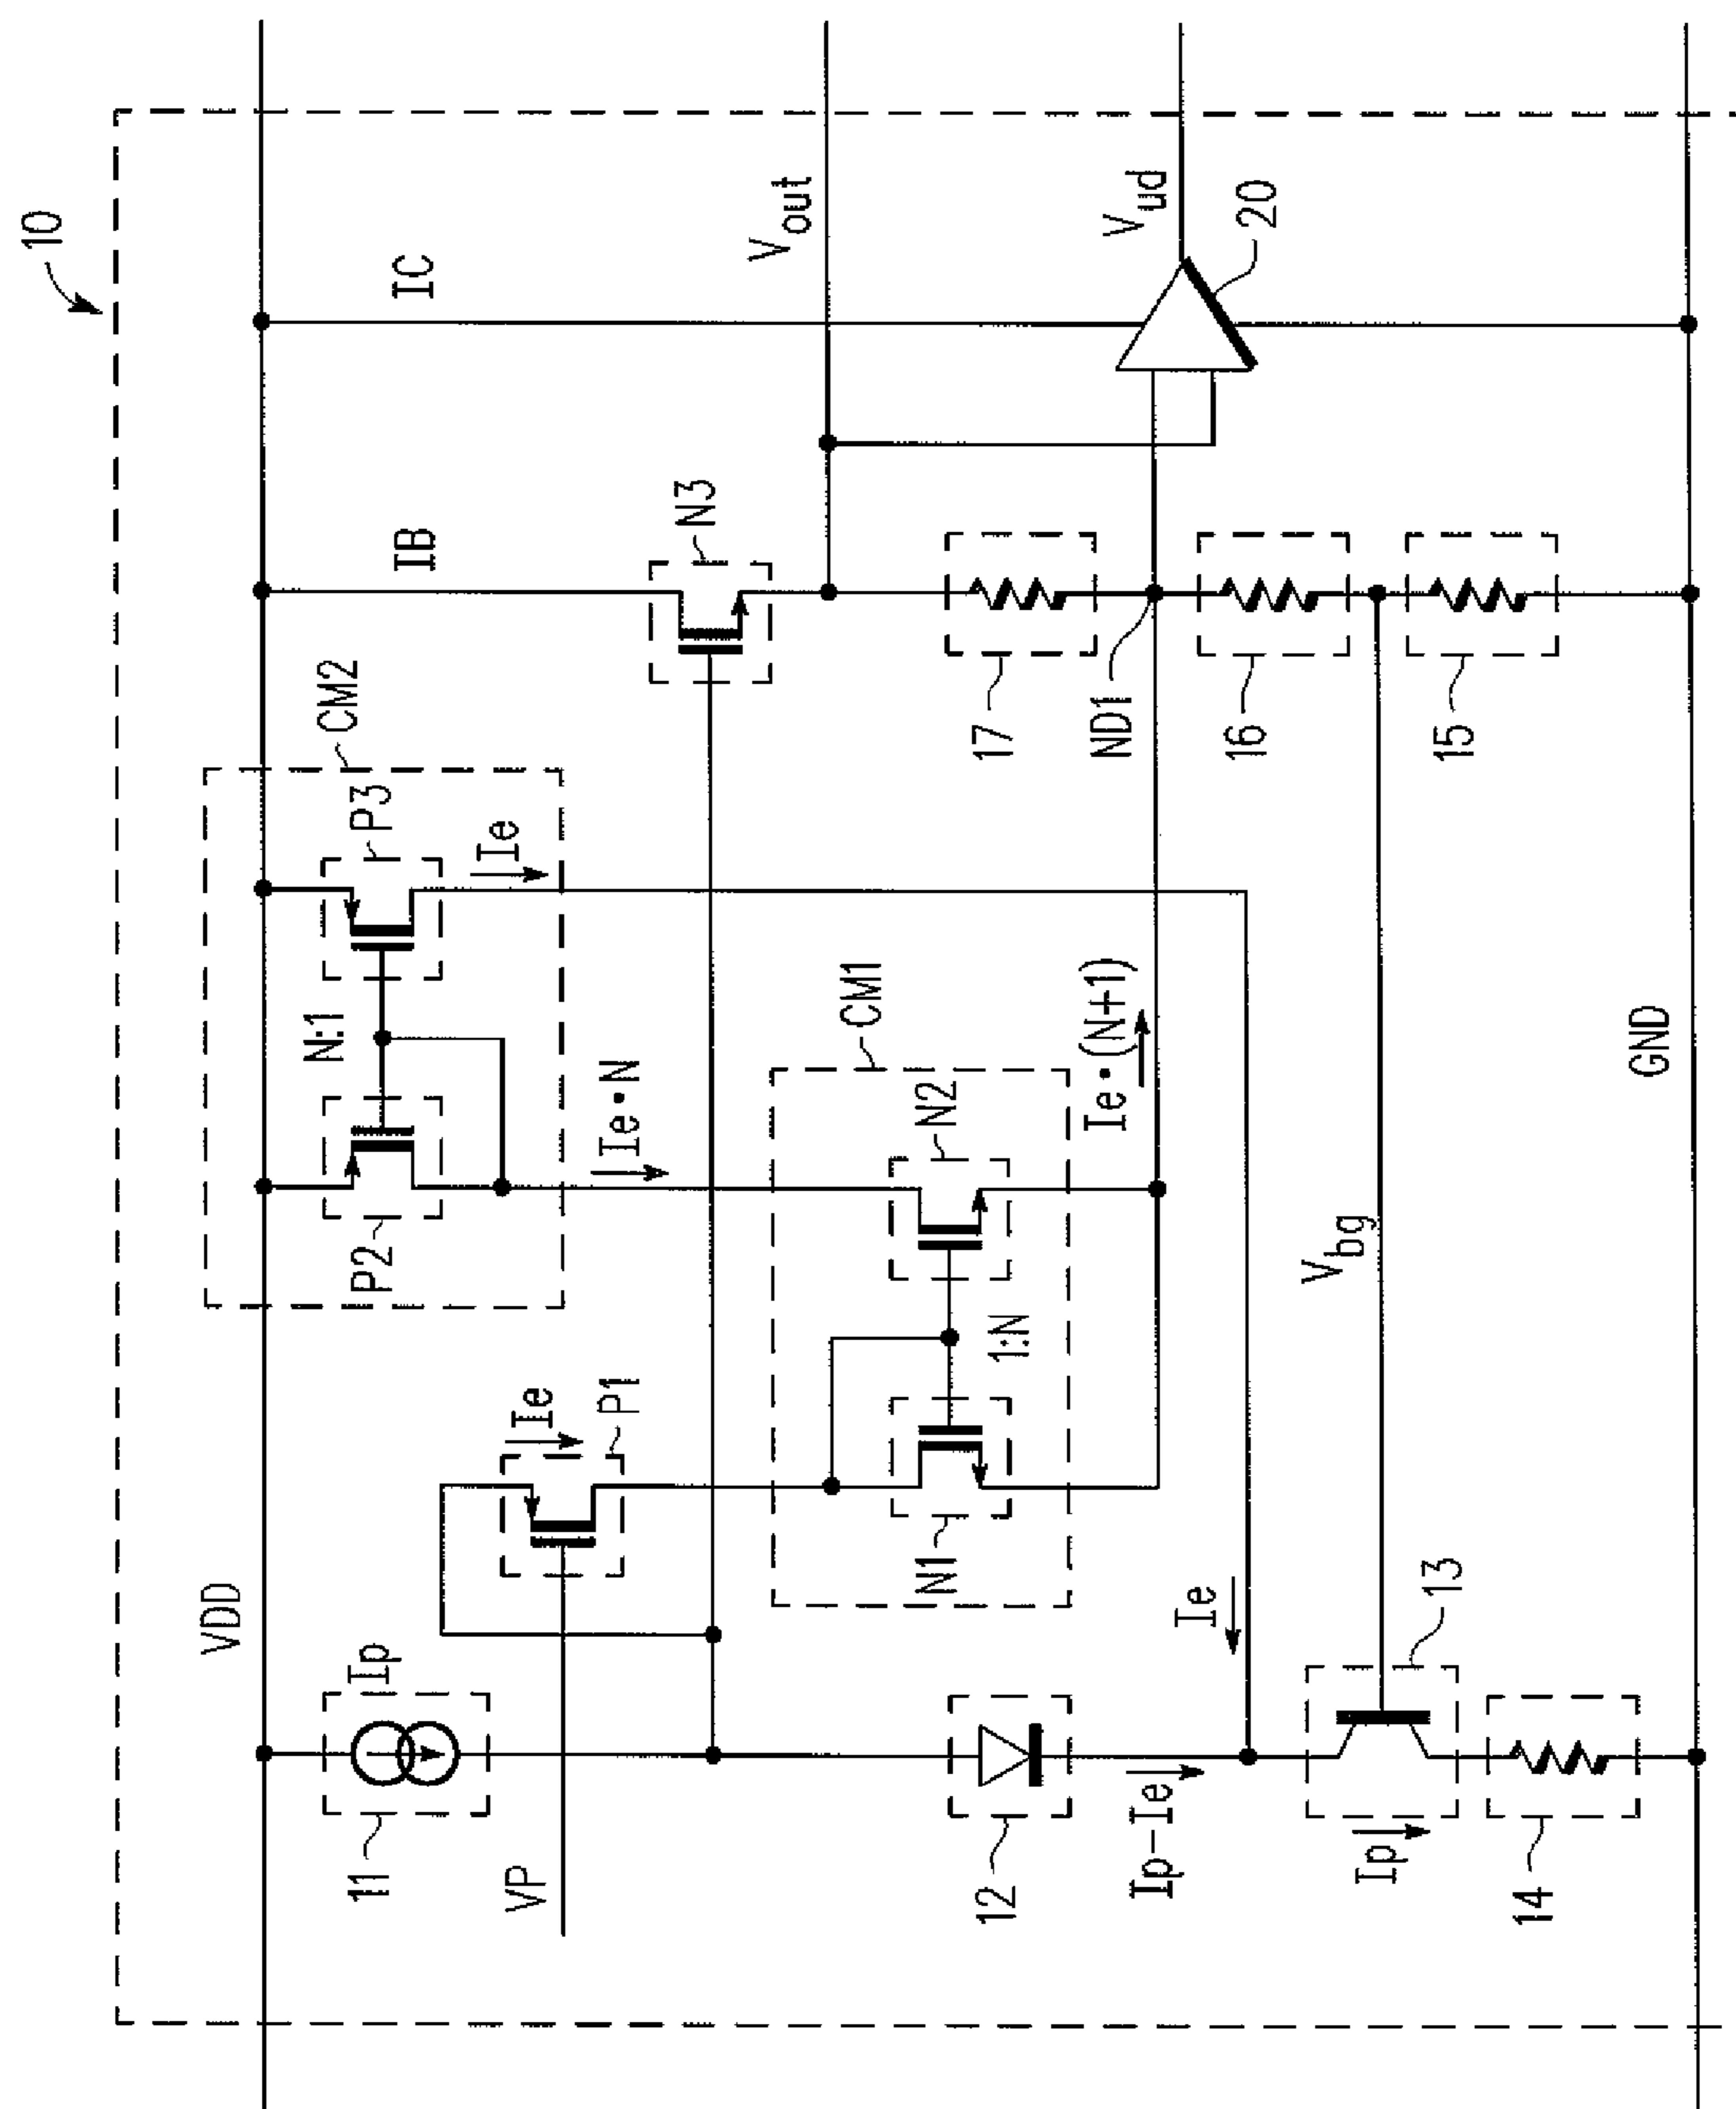 10
VDD
VP
11
Ip
P1
Ie
P2
N:1
P3
CM2
Ie
Ie•N
CM1
N1
1:N
N2
Ie•(N+1)
IB
N3
IC
Vout
Vud
20
17
ND1
16
15
12
Ip-Ie
Ie
Vbg
13
Ip
14
GND